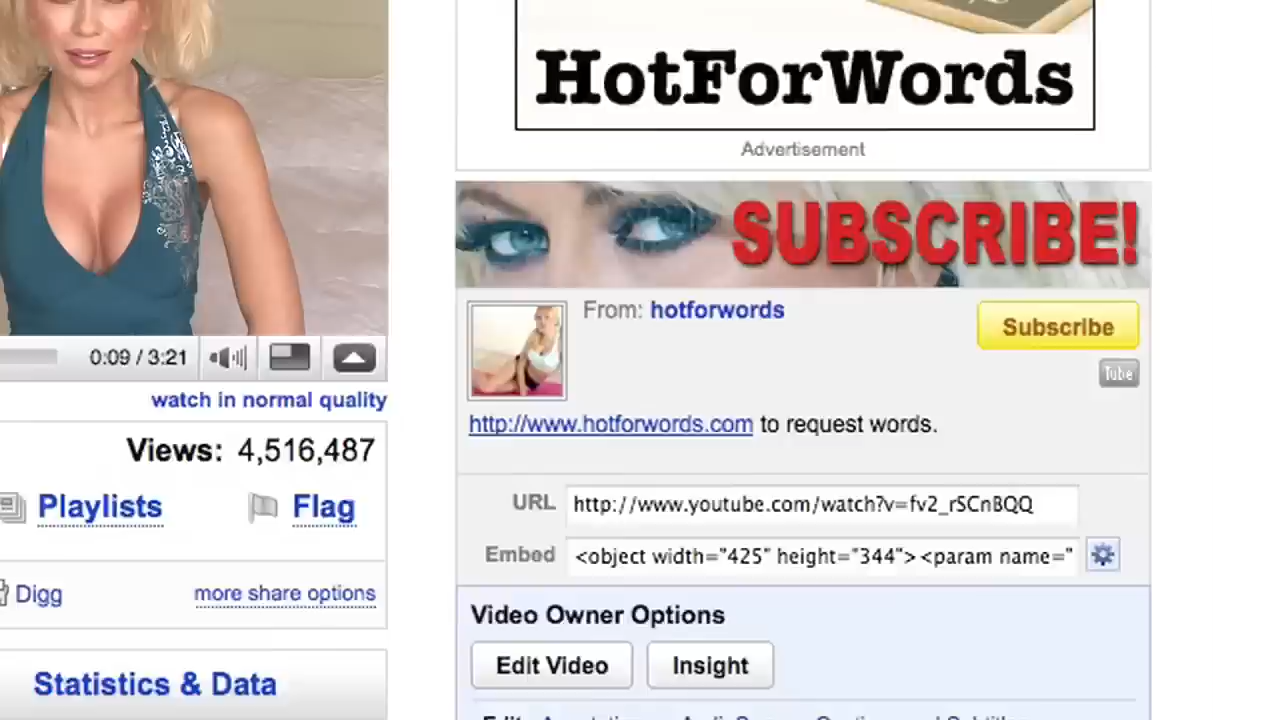 HotForWords
Advertisement
SUBSCRIBE!
From: hotforwords
Subscribe
Tube
http://www.hotforwords.com to request words.
URL http://www.youtube.com/watch?v=fv2_rSCnBQQ
Embed <object width="425" height="344"><param name="
Video Owner Options
Edit Video Insight
0:09 / 3:21
watch in normal quality
Views: 4,516,487
Playlists Flag
Digg more share options
Statistics & Data